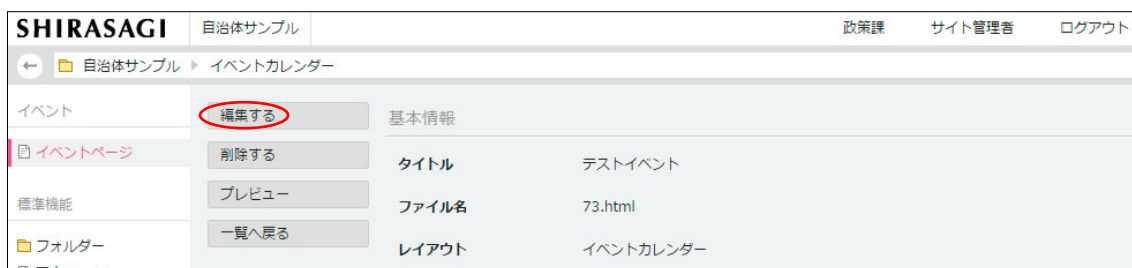 SHIRASAGI 自治体サンプル 政策課 サイト管理者 ログアウト
自治体サンプル イベントカレンダー
イベント
イベントページ
標準機能
フォルダー
編集する
削除する
プレビュー
一覧へ戻る
基本情報
タイトル テストイベント
ファイル名 73.html
レイアウト イベントカレンダー